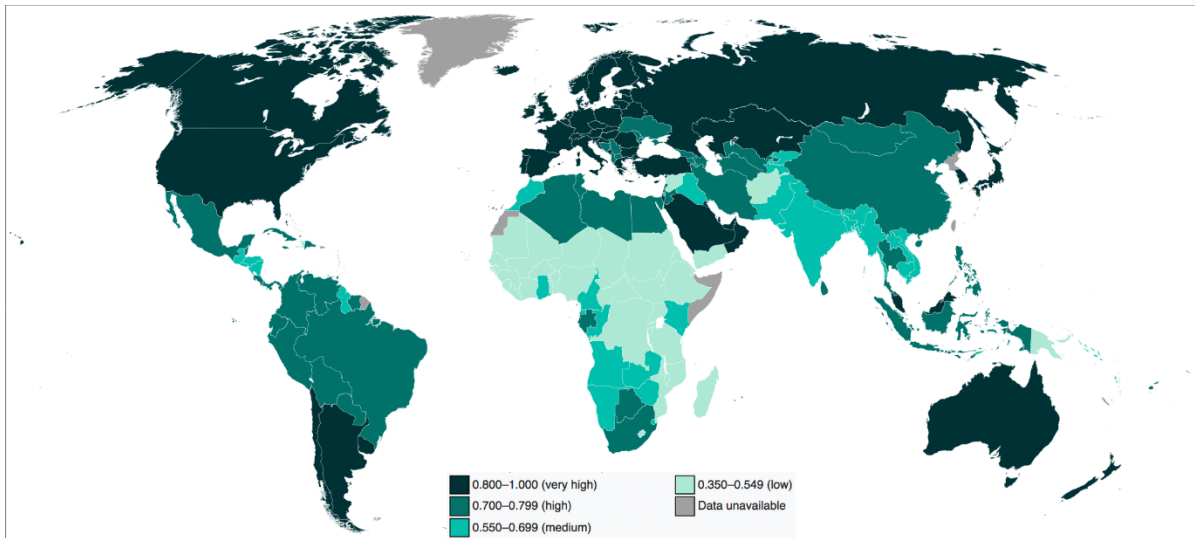 0.800–1.000 (very high)
0.700–0.799 (high)
0.550–0.699 (medium)
0.350–0.549 (low)
Data unavailable